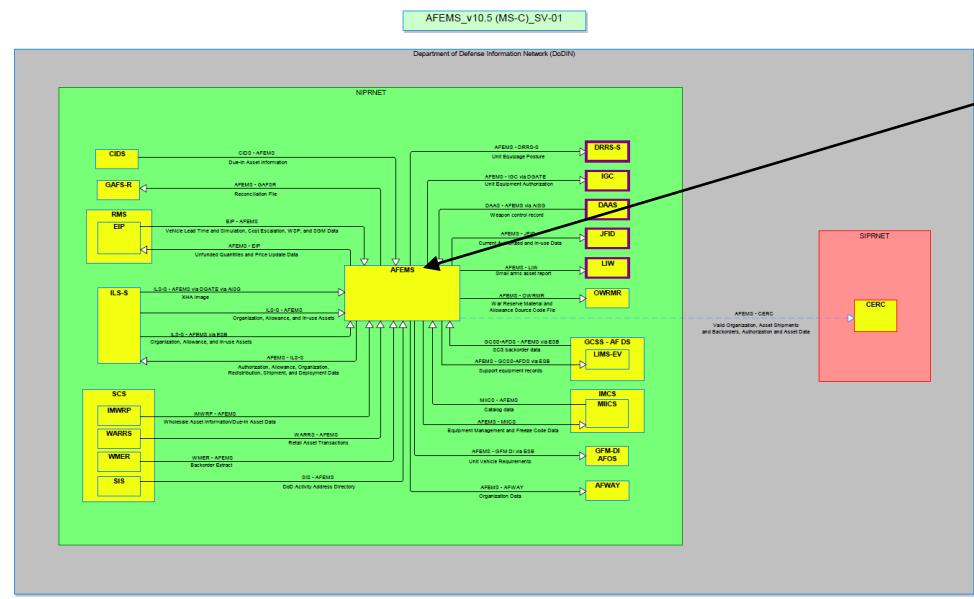 AFEMS_v10.5 (MS-C)_SV-01
Department of Defense Information Network (DoDIN)
NIPRNET
CIDS
CIDS - AFEMS
Due-in Asset Information
GAFS-R
AFEMS - GAFSR
Reconciliation File
RMS
EIP
EIP - AFEMS
Vehicle Lead Time and Simulation, Cost Escalation, WSP, and SGM Data
AFEMS - EIP
Unfunded Quantities and Price Update Data
ILS-S
ILS-S - AFEMS via DGATE via AISG
XHA Image
ILS-S - AFEMS
Organization, Allowance, and In-use Assets
ILS-S - AFEMS via ESB
Organization, Allowance, and In-use Assets
AFEMS - ILS-S
Authorization, Allowance, Organization,
Redistribution, Shipment, and Deployment Data
SCS
IMWRP
IMWRP - AFEMS
Wholesale Asset Information/Due-in Asset Data
WARRS
WARRS - AFEMS
Retail Asset Transactions
WMER
WMER - AFEMS
Backorder Extract
SIS
SIS - AFEMS
DoD Activity Address Directory
AFEMS
AFEMS - DRRS-S
Unit Equipage Posture
DRRS-S
AFEMS - IGC via DGATE
Unit Equipment Authorization
IGC
DAAS - AFEMS via AISG
Weapon control record
DAAS
AFEMS - JFID
Current Authorized and In-use Data
JFID
AFEMS - LIW
Small arms asset report
LIW
AFEMS - OWRMR
War Reserve Material and
Allowance Source Code File
OWRMR
GCSS-AFDS - AFEMS via ESB
SCS backorder data
AFEMS - GCSS-AFDS via ESB
Support equipment records
GCSS - AF DS
LIMS-EV
MIICS - AFEMS
Catalog data
AFEMS - MIICS
Equipment Management and Freeze Code Data
IMCS
MIICS
AFEMS - GFM DI via ESB
Unit Vehicle Requirements
GFM-DI
AFOS
AFEMS - AFWAY
Organization Data
AFWAY
SIPRNET
CERC
AFEMS - CERC
Valid Organization, Asset Shipments
and Backorders, Authorization and Asset Data